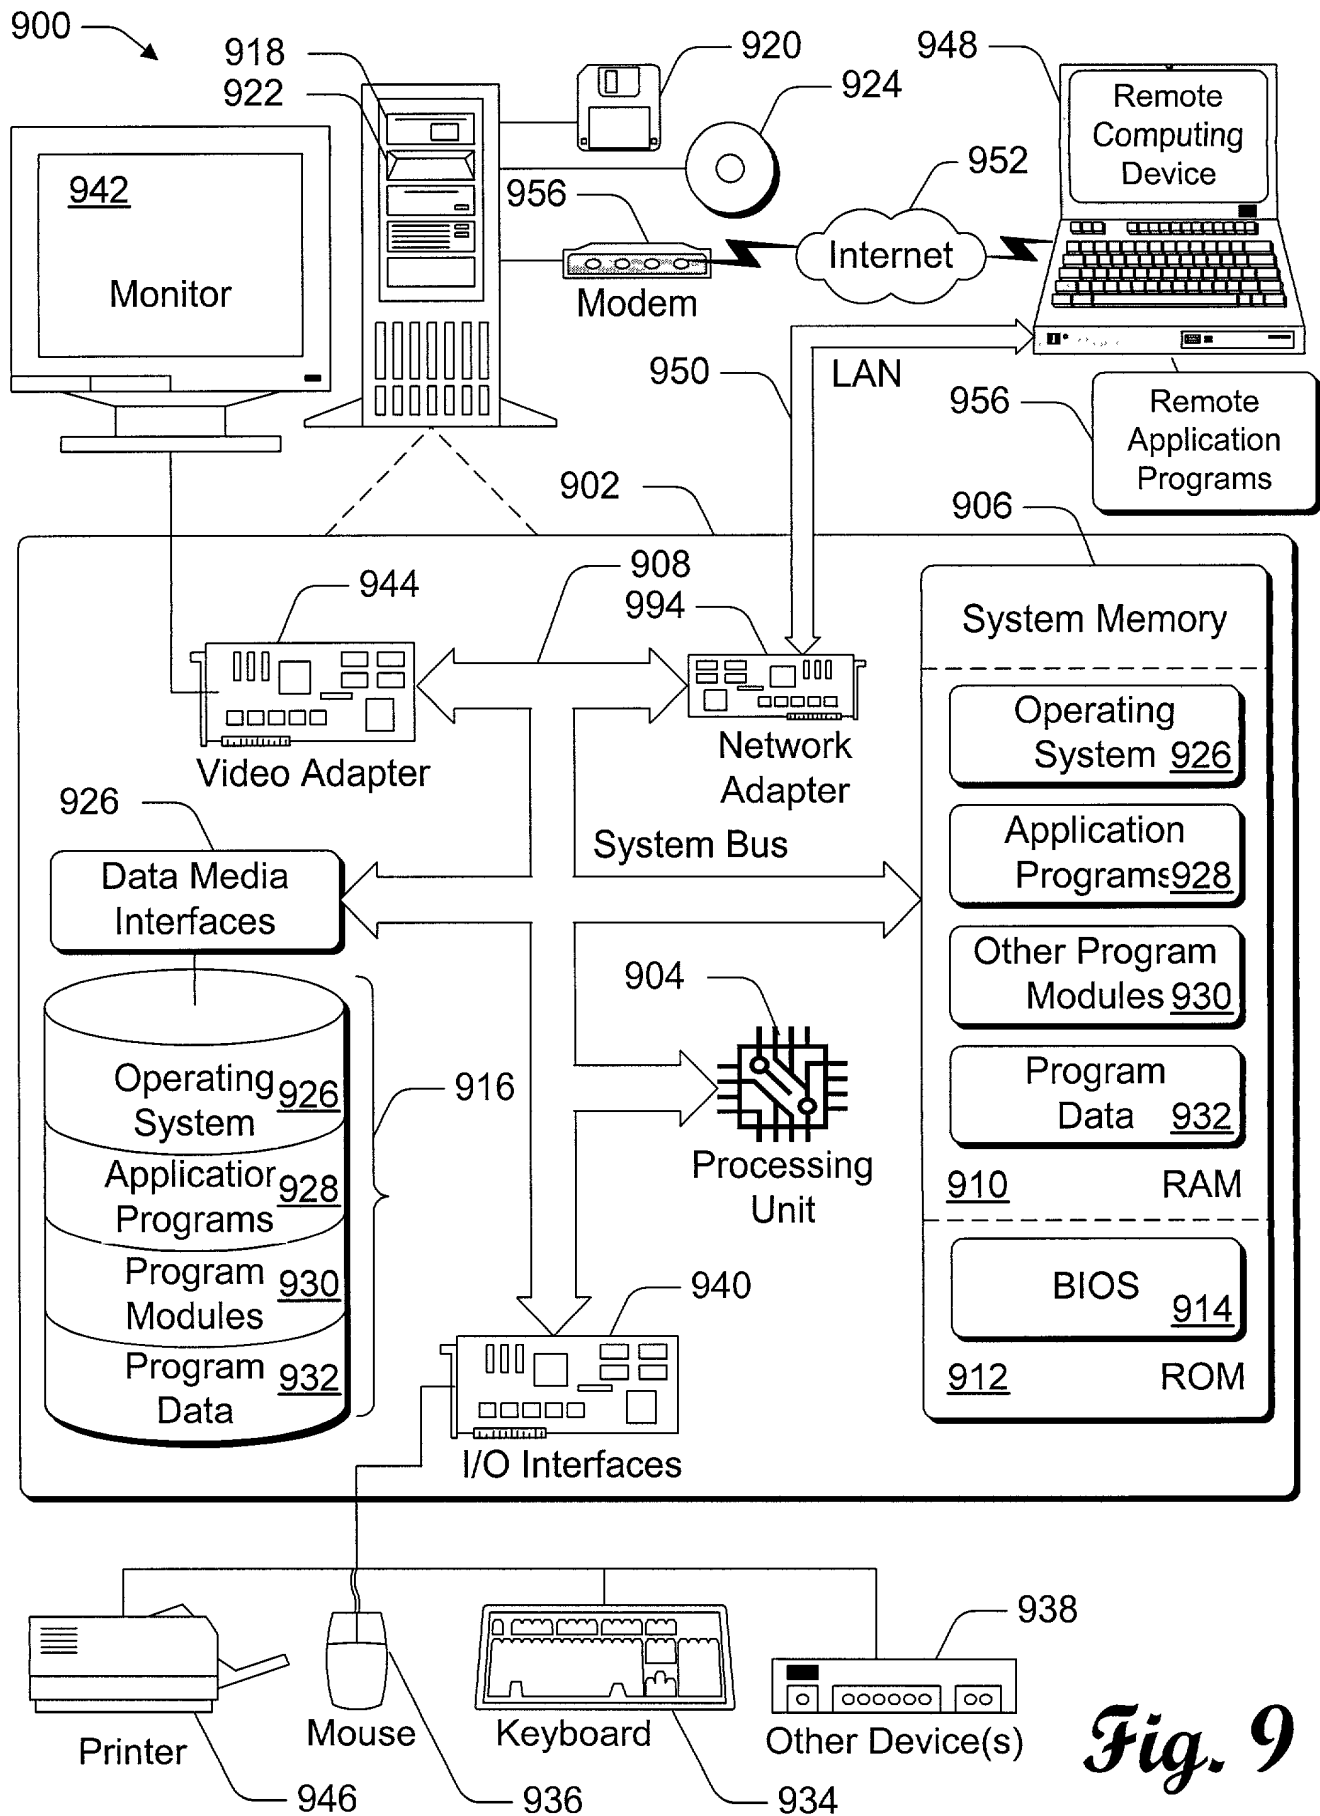 900
918
922
920
924
948
Remote
Computing
Device
942
Monitor
956
Modem
952
Internet
950
LAN
956
Remote
Application
Programs
902
906
944
908
994
System Memory
Video Adapter
Network
Adapter
Operating
System 926
926
Data Media
Interfaces
System Bus
Application
Programs 928
Other Program
Modules 930
904
Processing
Unit
Program
Data 932
910 RAM
Operating
System 926
916
Applicatior
Programs 928
Program
Modules 930
Program
Data 932
BIOS
914
912 ROM
940
I/O Interfaces
Printer
946
Mouse
936
Keyboard
934
938
Other Device(s)
Fig. 9